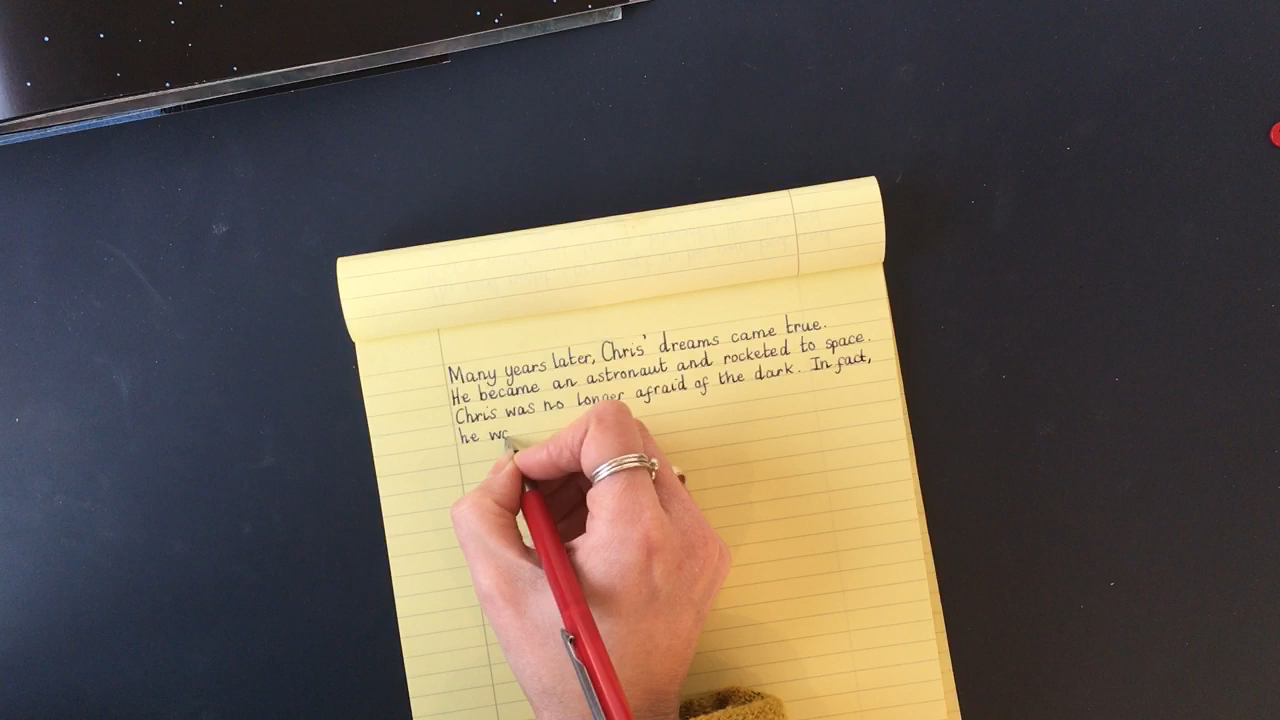 Many years later, Chris' dreams came true.
He became an astronaut and rocketed to space.
Chris was no longer afraid of the dark. In fact,
he wa